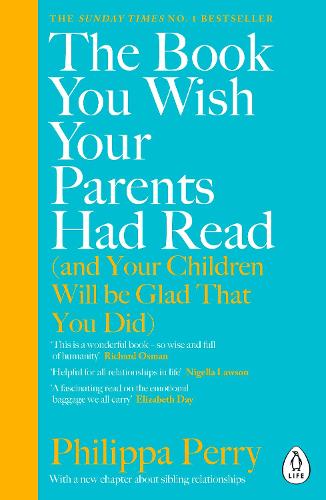 THE SUNDAY TIMES NO. 1 BESTSELLER
The Book
You Wish
Your
Parents
Had Read
(and Your Children
Will be Glad That
You Did)
‘This is a wonderful book – so wise and full
of humanity’ Richard Osman
‘Helpful for all relationships in life’ Nigella Lawson
‘A fascinating read on the emotional
baggage we all carry’ Elizabeth Day
Philippa Perry
With a new chapter about sibling relationships
LIFE